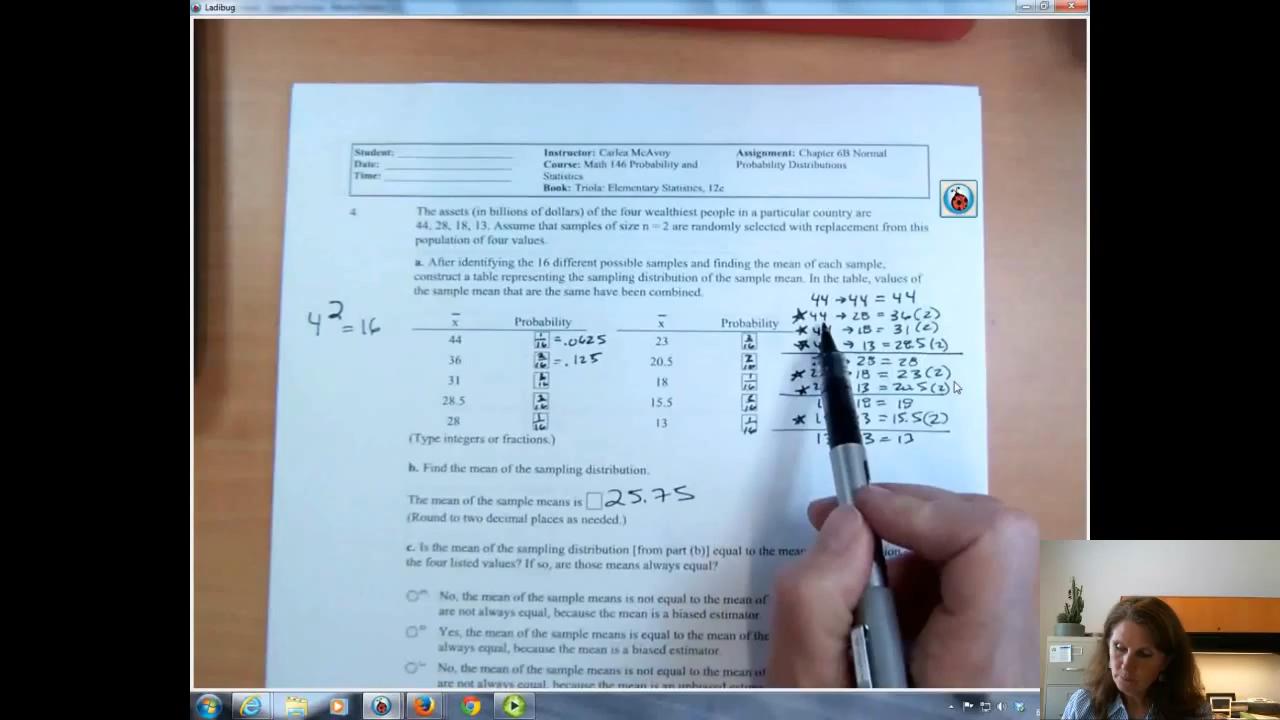 Ladibug
Student:
Date:
Time:
Instructor: Carlea McAvoy
Course: Math 146 Probability and
Statistics
Book: Triola: Elementary Statistics, 12e
Assignment: Chapter 6B Normal
Probability Distributions
4
The assets (in billions of dollars) of the four wealthiest people in a particular country are
44, 28, 18, 13. Assume that samples of size n = 2 are randomly selected with replacement from this
population of four values.
a. After identifying the 16 different possible samples and finding the mean of each sample,
construct a table representing the sampling distribution of the sample mean. In the table, values of
the sample mean that are the same have been combined.
4² = 16
x̄ Probability x̄ Probability
44 1/16 = .0625 23 2/16
36 2/16 = .125 20.5 2/16
31 2/16 18 1/16
28.5 2/16 15.5 2/16
28 1/16 13 1/16
(Type integers or fractions.)
44 → 44 = 44
★ 44 → 28 = 36 (2)
★ → 18 = 31 (2)
★ → 13 = 28.5 (2)
28 = 28
★ 18 = 23 (2)
★ 13 = 20.5 (2)
18 = 18
★ = 15.5 (2)
13 = 13
b. Find the mean of the sampling distribution.
The mean of the sample means is 25.75
(Round to two decimal places as needed.)
c. Is the mean of the sampling distribution [from part (b)] equal to the
the four listed values? If so, are those means always equal?
No, the mean of the sample means is not equal to the mean of
are not always equal, because the mean is a biased estimator.
Yes, the mean of the sample means is equal to the mean of the
always equal, because the mean is a biased estimator.
No, the mean of the sample means is not equal to the mean of
are not always equal, because the mean is an unbiased